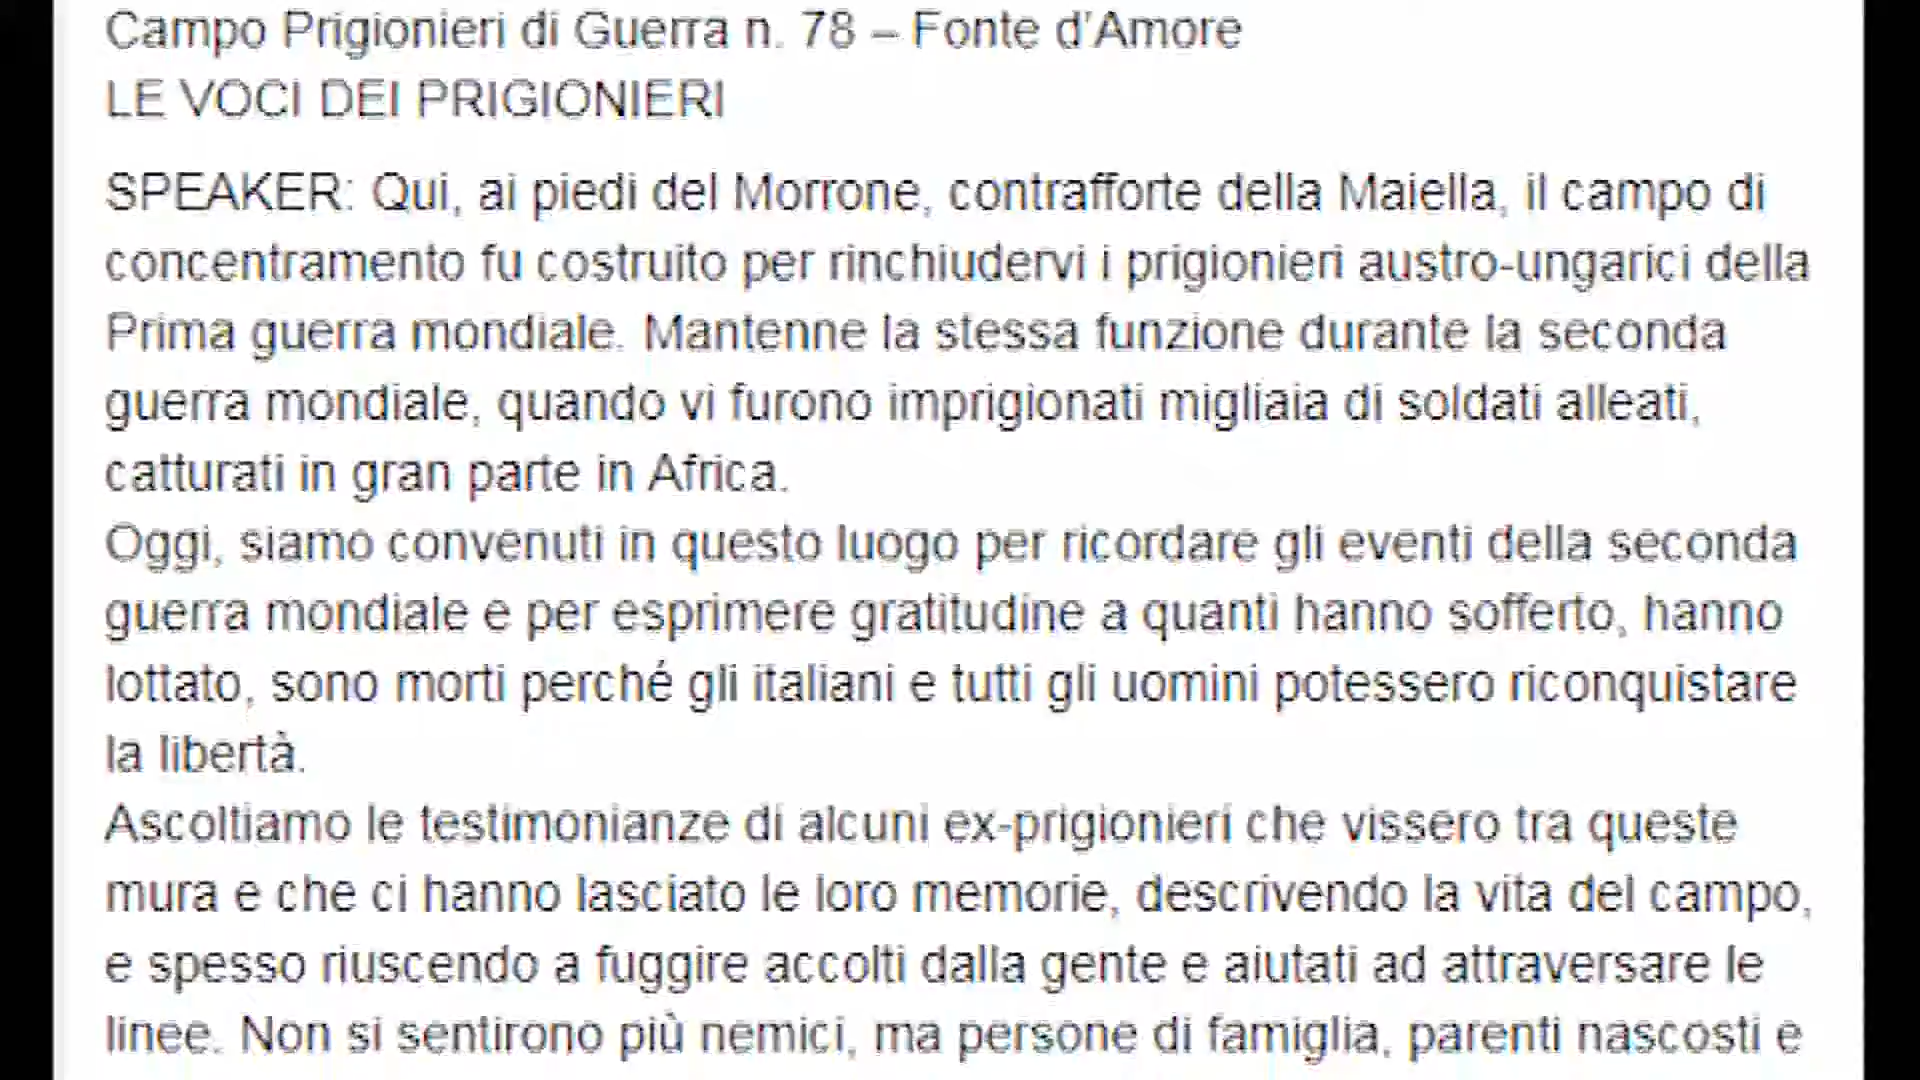 Campo Prigionieri di Guerra n. 78 – Fonte d'Amore
LE VOCI DEI PRIGIONIERI
SPEAKER: Qui, ai piedi del Morrone, contrafforte della Maiella, il campo di
concentramento fu costruito per rinchiudervi i prigionieri austro-ungarici della
Prima guerra mondiale. Mantenne la stessa funzione durante la seconda
guerra mondiale, quando vi furono imprigionati migliaia di soldati alleati,
catturati in gran parte in Africa.
Oggi, siamo convenuti in questo luogo per ricordare gli eventi della seconda
guerra mondiale e per esprimere gratitudine a quanti hanno sofferto, hanno
lottato, sono morti perché gli italiani e tutti gli uomini potessero riconquistare
la libertà.
Ascoltiamo le testimonianze di alcuni ex-prigionieri che vissero tra queste
mura e che ci hanno lasciato le loro memorie, descrivendo la vita del campo,
e spesso riuscendo a fuggire accolti dalla gente e aiutati ad attraversare le
linee. Non si sentirono più nemici, ma persone di famiglia, parenti nascosti e